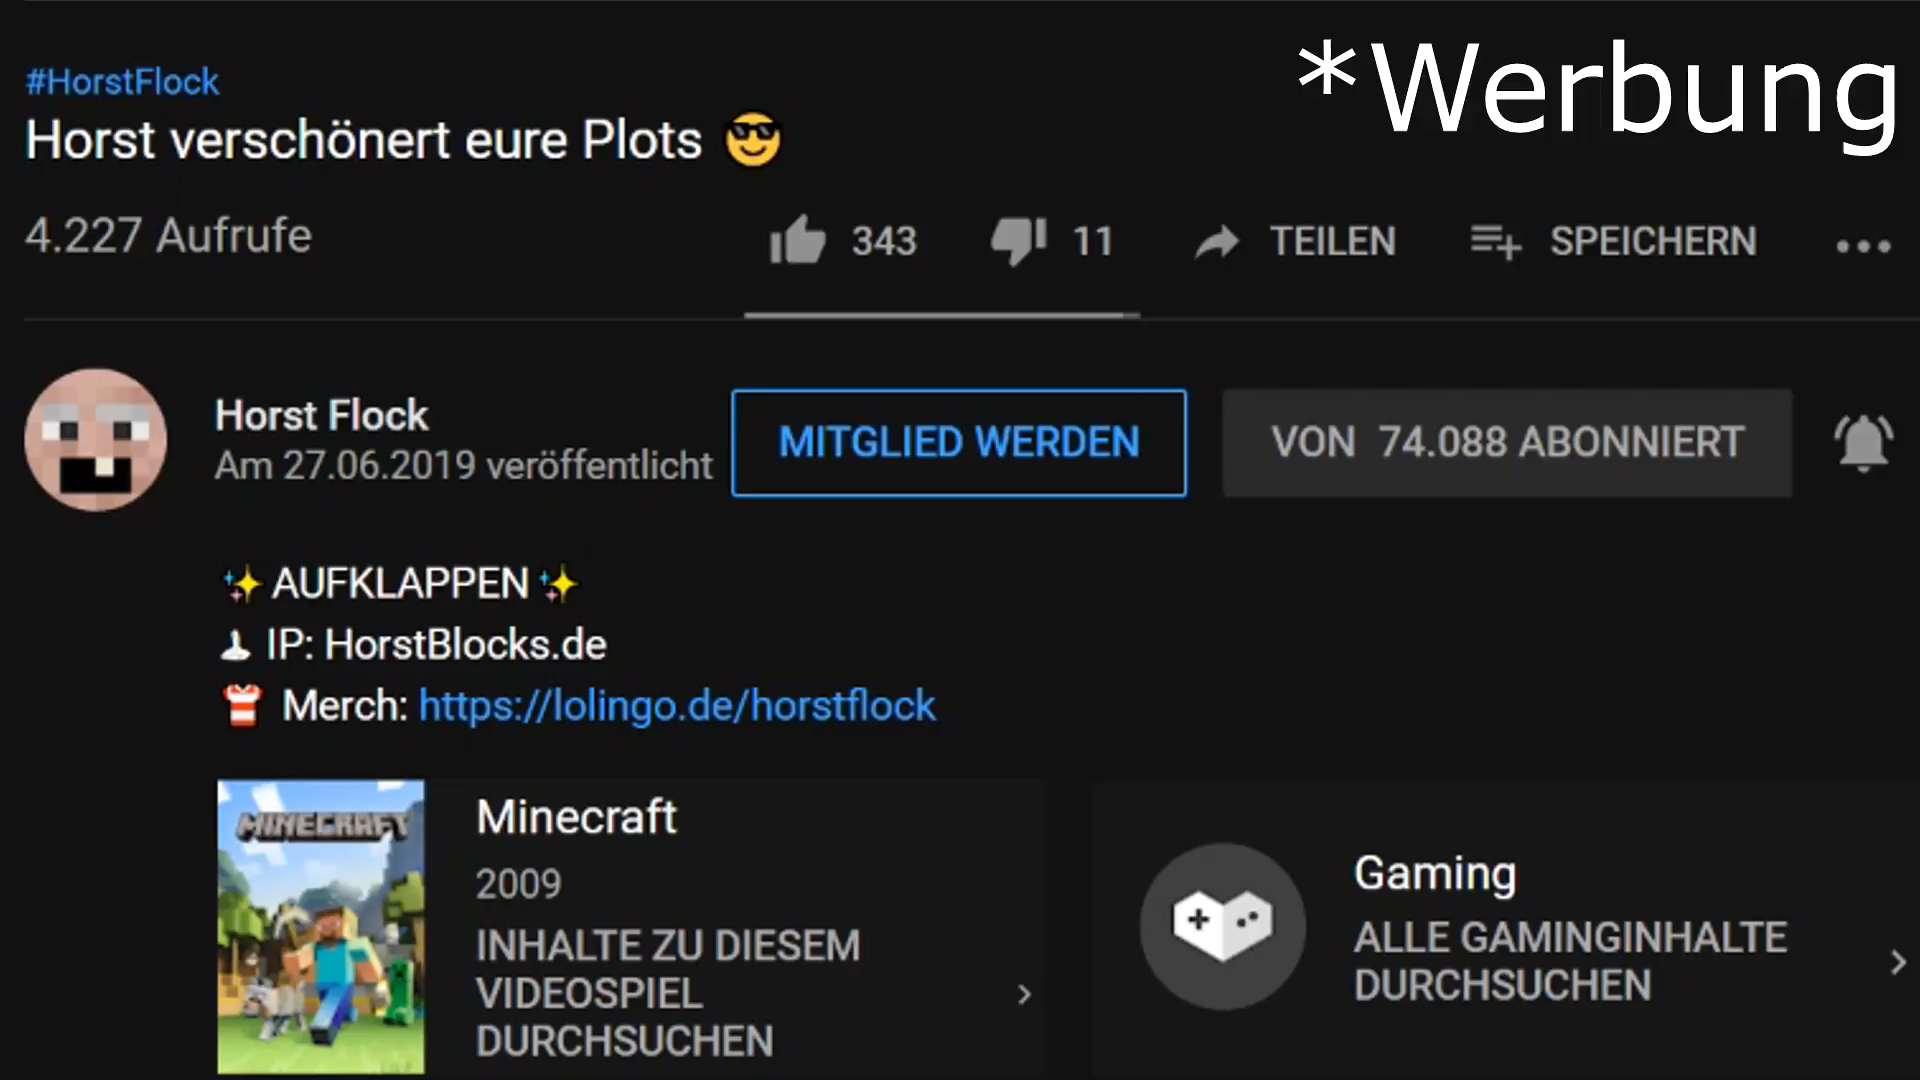 *Werbung
#HorstFlock
Horst verschönert eure Plots 😎
4.227 Aufrufe
343
11
TEILEN
SPEICHERN
Horst Flock
Am 27.06.2019 veröffentlicht
MITGLIED WERDEN
VON 74.088 ABONNIERT
✨ AUFKLAPPEN ✨
IP: HorstBlocks.de
Merch: https://lolingo.de/horstflock
MINECRAFT
Minecraft
2009
INHALTE ZU DIESEM
VIDEOSPIEL
DURCHSUCHEN
Gaming
ALLE GAMINGINHALTE
DURCHSUCHEN